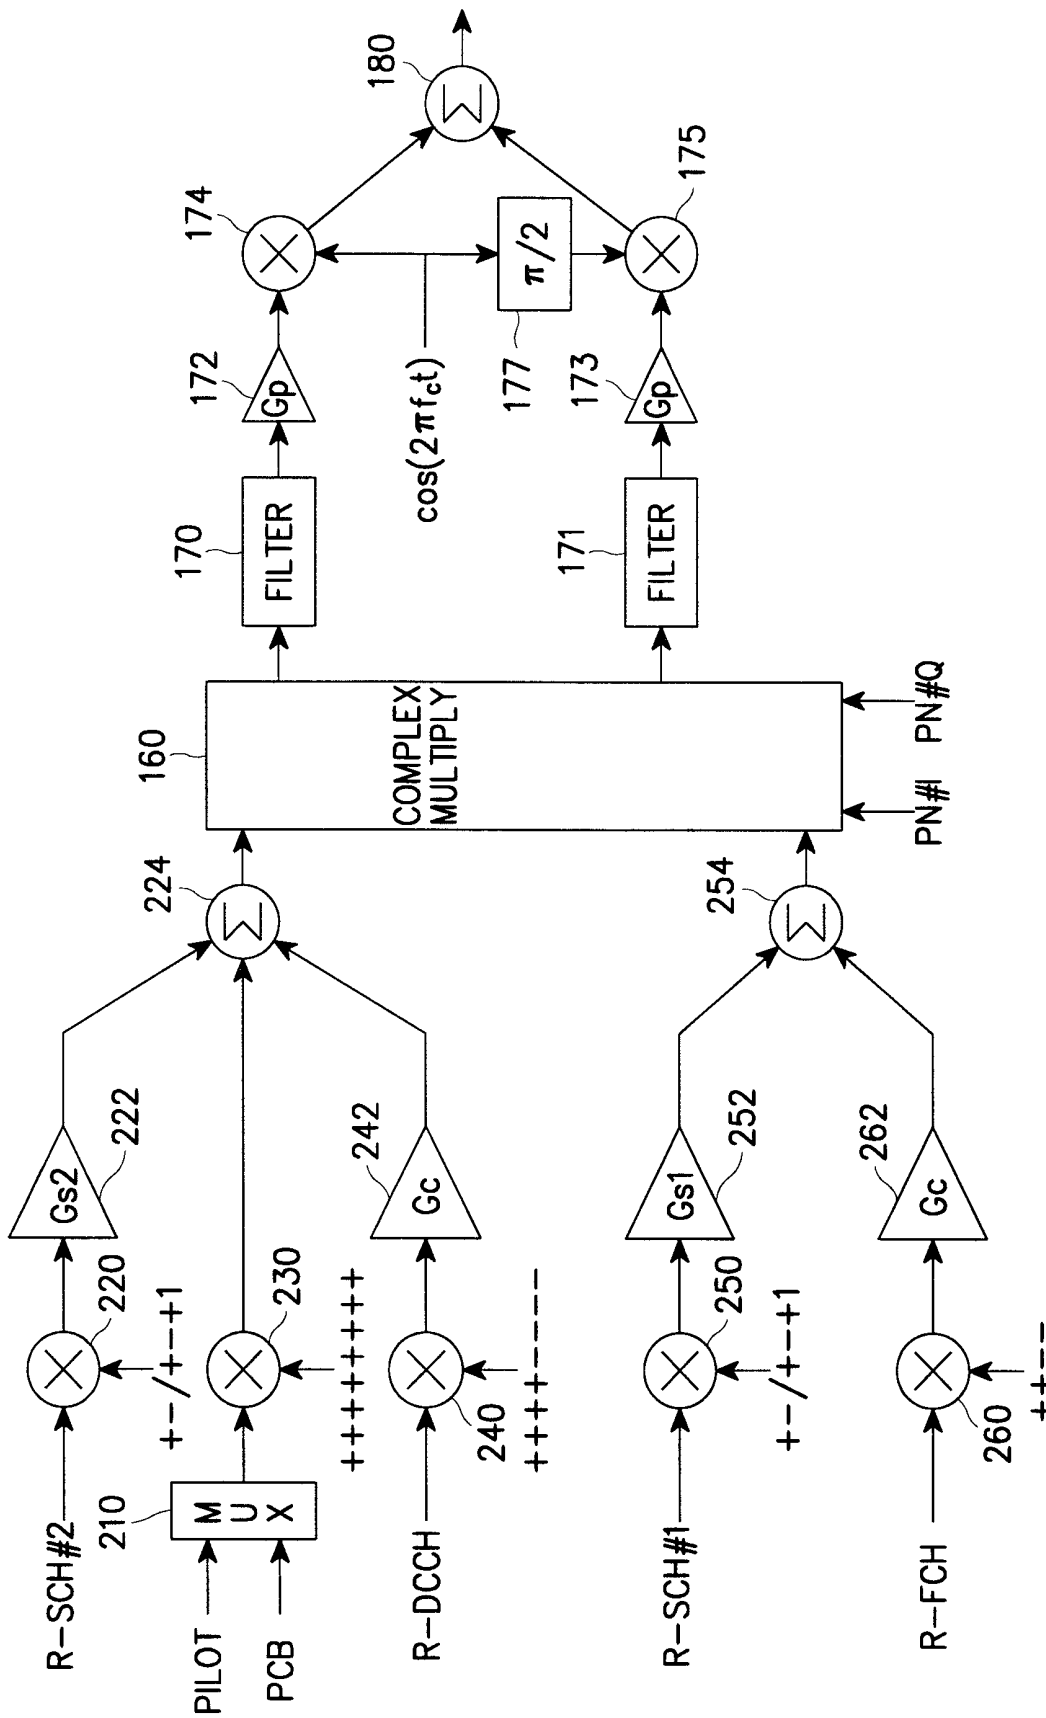 R-SCH#2
220
+-/+--+1
Gs2
222
PILOT
PCB
210
M
U
X
230
++++++++
R-DCCH
240
++++----
Gc
242
224
Σ
R-SCH#1
250
+-/+--+1
Gs1
252
R-FCH
260
++--
Gc
262
254
Σ
160
COMPLEX
MULTIPLY
PN#I
PN#Q
170
FILTER
172
Gp
174
cos(2πfct)
177
π/2
171
FILTER
173
Gp
175
180
Σ